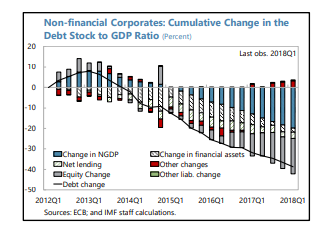 Non-financial Corporates: Cumulative Change in the
Debt Stock to GDP Ratio (Percent)
Last obs. 2018Q1
20
10
0
-10
-20
-30
-40
-50
Change in NGDP
Change in financial assets
Net lending
Other changes
Equity Change
Other liab. change
Debt change
2012Q1 2013Q1 2014Q1 2015Q1 2016Q1 2017Q1 2018Q1
Sources: ECB; and IMF staff calculations.